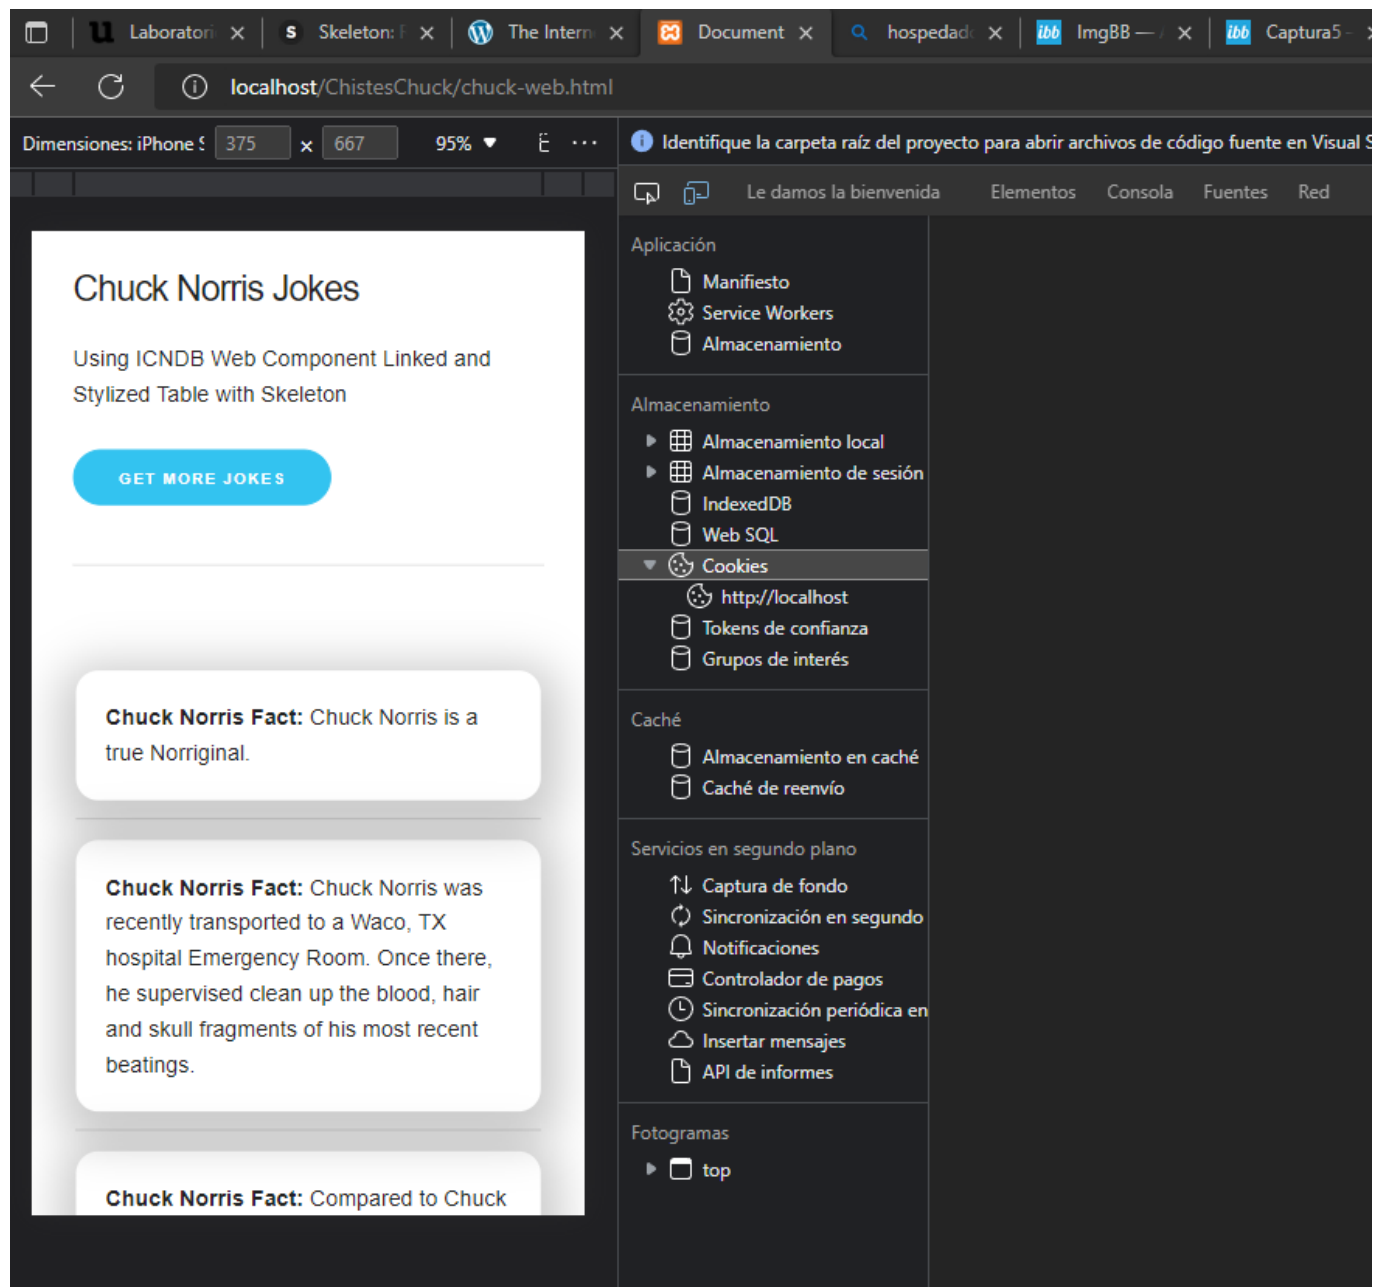 Laboratori
Skeleton: F
The Intern
Document
hospedad
ImgBB — /
Captura5 -
localhost/ChistesChuck/chuck-web.html
Dimensiones: iPhone S 375 × 667 95% ▼
Identifique la carpeta raíz del proyecto para abrir archivos de código fuente en Visual S
Le damos la bienvenida Elementos Consola Fuentes Red
Chuck Norris Jokes
Using ICNDB Web Component Linked and
Stylized Table with Skeleton
GET MORE JOKES
Chuck Norris Fact: Chuck Norris is a
true Norriginal.
Chuck Norris Fact: Chuck Norris was
recently transported to a Waco, TX
hospital Emergency Room. Once there,
he supervised clean up the blood, hair
and skull fragments of his most recent
beatings.
Chuck Norris Fact: Compared to Chuck
Aplicación
Manifiesto
Service Workers
Almacenamiento
Almacenamiento
Almacenamiento local
Almacenamiento de sesión
IndexedDB
Web SQL
Cookies
http://localhost
Tokens de confianza
Grupos de interés
Caché
Almacenamiento en caché
Caché de reenvío
Servicios en segundo plano
Captura de fondo
Sincronización en segundo
Notificaciones
Controlador de pagos
Sincronización periódica en
Insertar mensajes
API de informes
Fotogramas
top